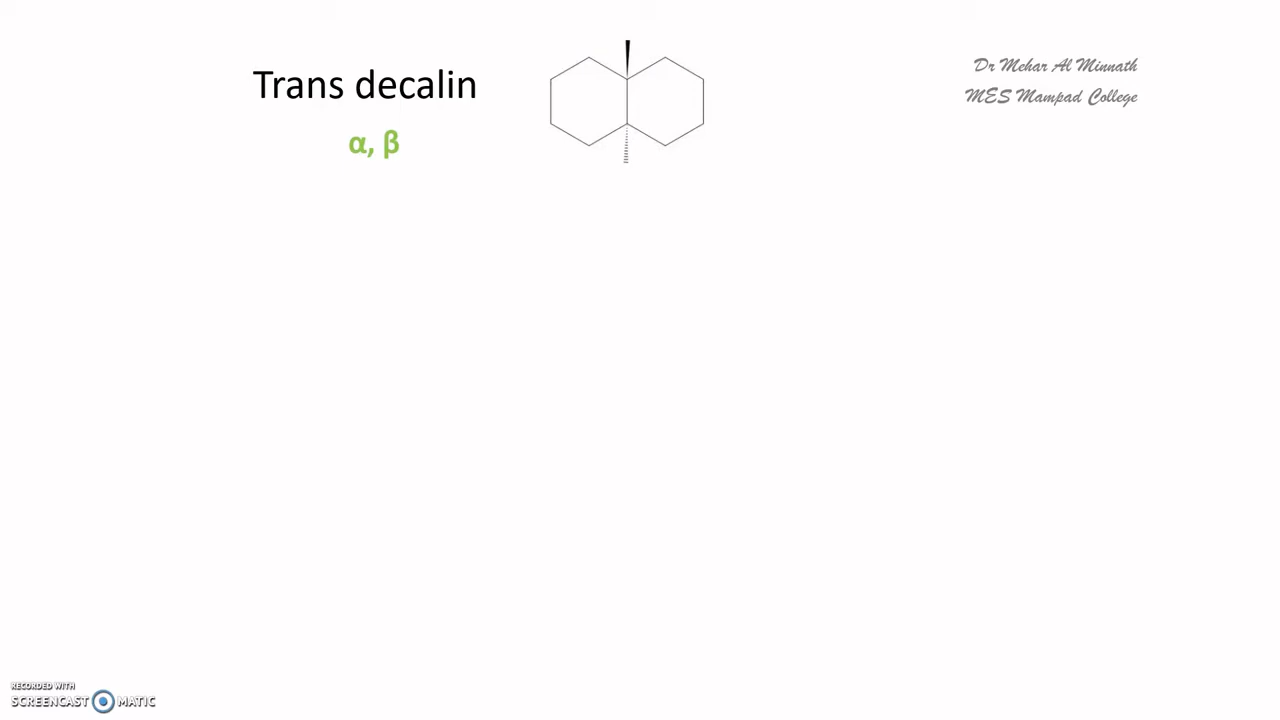 Trans decalin
α, β
Dr Mehar Al Minnath
MES Mampad College
RECORDED WITH
SCREENCAST MATIC